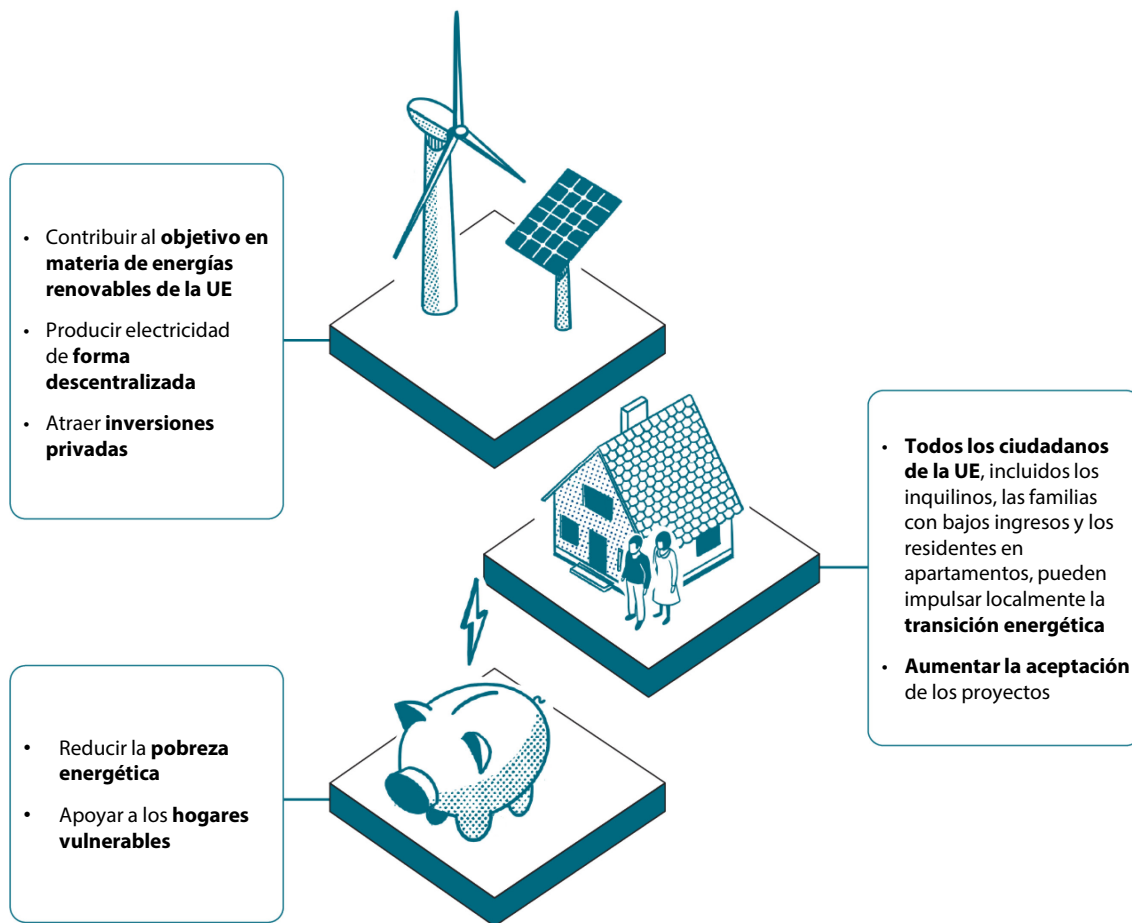 • Contribuir al objetivo en
materia de energías
renovables de la UE
• Producir electricidad
de forma
descentralizada
• Atraer inversiones
privadas
• Todos los ciudadanos
de la UE, incluidos los
inquilinos, las familias
con bajos ingresos y los
residentes en
apartamentos, pueden
impulsar localmente la
transición energética
• Aumentar la aceptación
de los proyectos
• Reducir la pobreza
energética
• Apoyar a los hogares
vulnerables